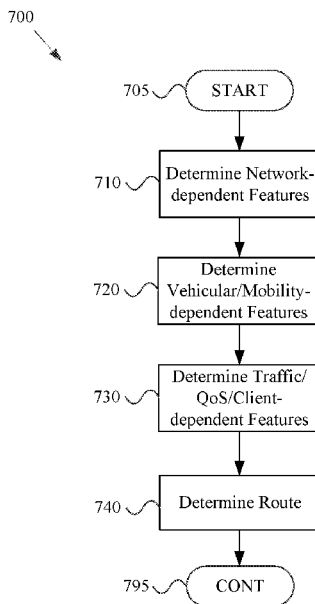 700
705
START
710
Determine Network-
dependent Features
720
Determine
Vehicular/Mobility-
dependent Features
730
Determine Traffic/
QoS/Client-
dependent Features
740
Determine Route
795
CONT